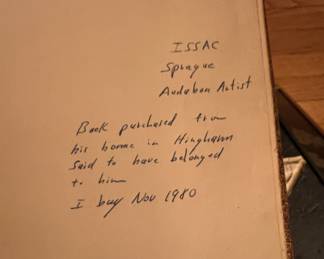 ISSAC
Sprague
Audabon Artist
Book purchased from
his home in Hingham
Said to have belonged
to him
I buy Nov 1980